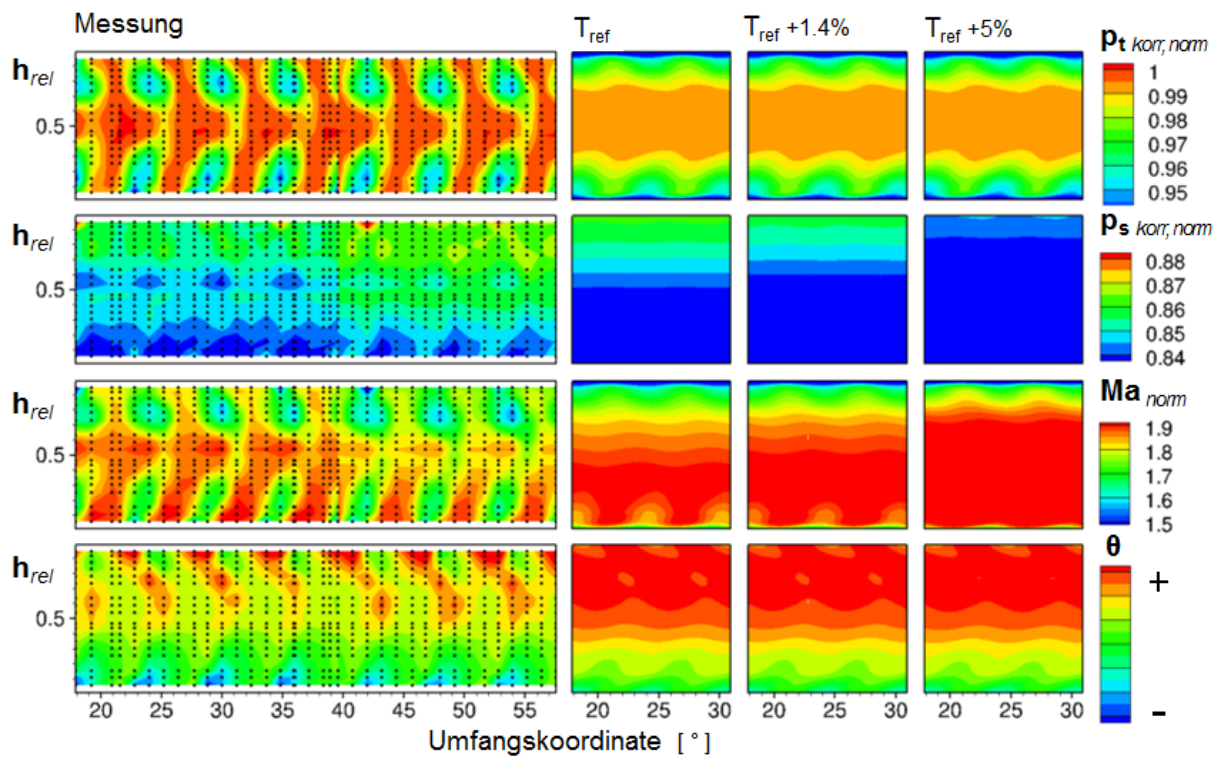 Messung T_ref T_ref +1.4% T_ref +5%
h_rel 0.5 p_t korr, norm
1
0.99
0.98
0.96
0.95
h_rel 0.5 p_s korr, norm
0.88
0.87
0.86
0.85
0.84
h_rel 0.5 Ma norm
1.9
1.8
1.7
1.6
1.5
h_rel 0.5 θ
+
-
20 25 30 35 40 45 50 55 20 25 30 20 25 30 20 25 30
Umfangskoordinate [ ° ]